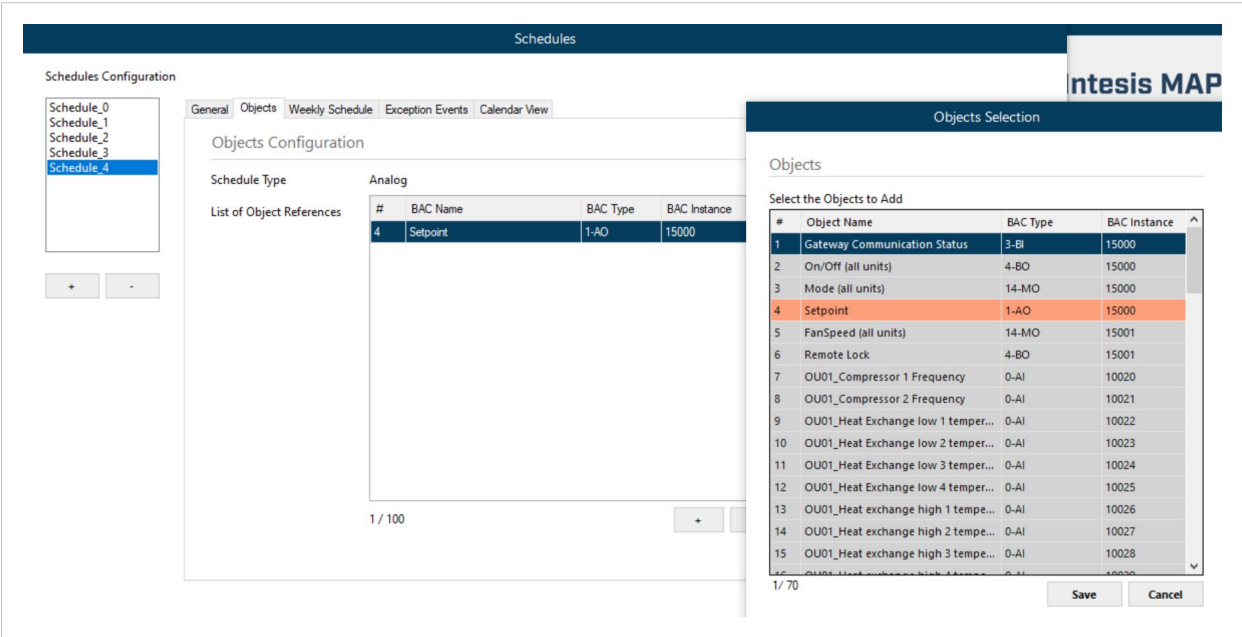 Schedules
Intesis MAP
Schedules Configuration
Schedule_0
Schedule_1
Schedule_2
Schedule_3
Schedule_4
+ -
General Objects Weekly Schedule Exception Events Calendar View
Objects Configuration
Schedule Type Analog
List of Object References
# BAC Name BAC Type BAC Instance
4 Setpoint 1-AO 15000
1 / 100
+
Objects Selection
Objects
Select the Objects to Add
# Object Name BAC Type BAC Instance
1 Gateway Communication Status 3-BI 15000
2 On/Off (all units) 4-BO 15000
3 Mode (all units) 14-MO 15000
4 Setpoint 1-AO 15000
5 FanSpeed (all units) 14-MO 15001
6 Remote Lock 4-BO 15001
7 OU01_Compressor 1 Frequency 0-AI 10020
8 OU01_Compressor 2 Frequency 0-AI 10021
9 OU01_Heat Exchange low 1 temper... 0-AI 10022
10 OU01_Heat Exchange low 2 temper... 0-AI 10023
11 OU01_Heat Exchange low 3 temper... 0-AI 10024
12 OU01_Heat Exchange low 4 temper... 0-AI 10025
13 OU01_Heat exchange high 1 tempe... 0-AI 10026
14 OU01_Heat exchange high 2 tempe... 0-AI 10027
15 OU01_Heat exchange high 3 tempe... 0-AI 10028
1/ 70
Save Cancel